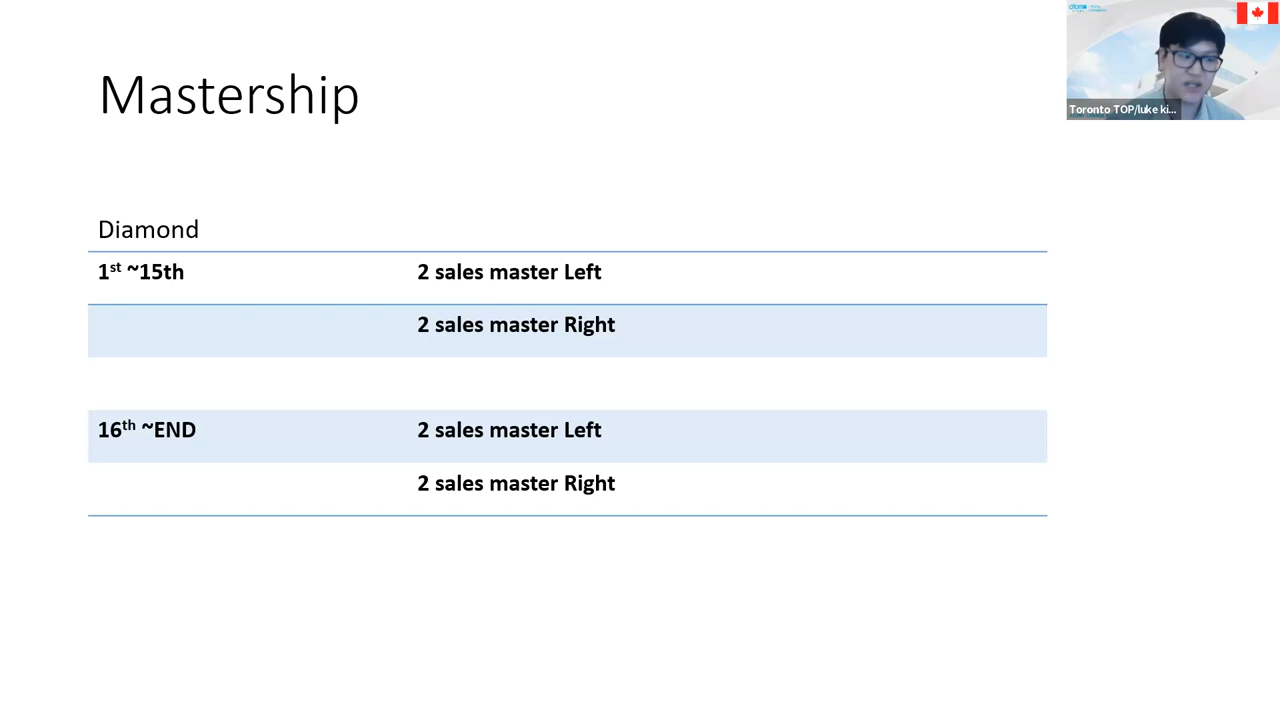 Mastership
Toronto TOP/luke ki...
Diamond
1st ~15th 2 sales master Left
2 sales master Right
16th ~END 2 sales master Left
2 sales master Right